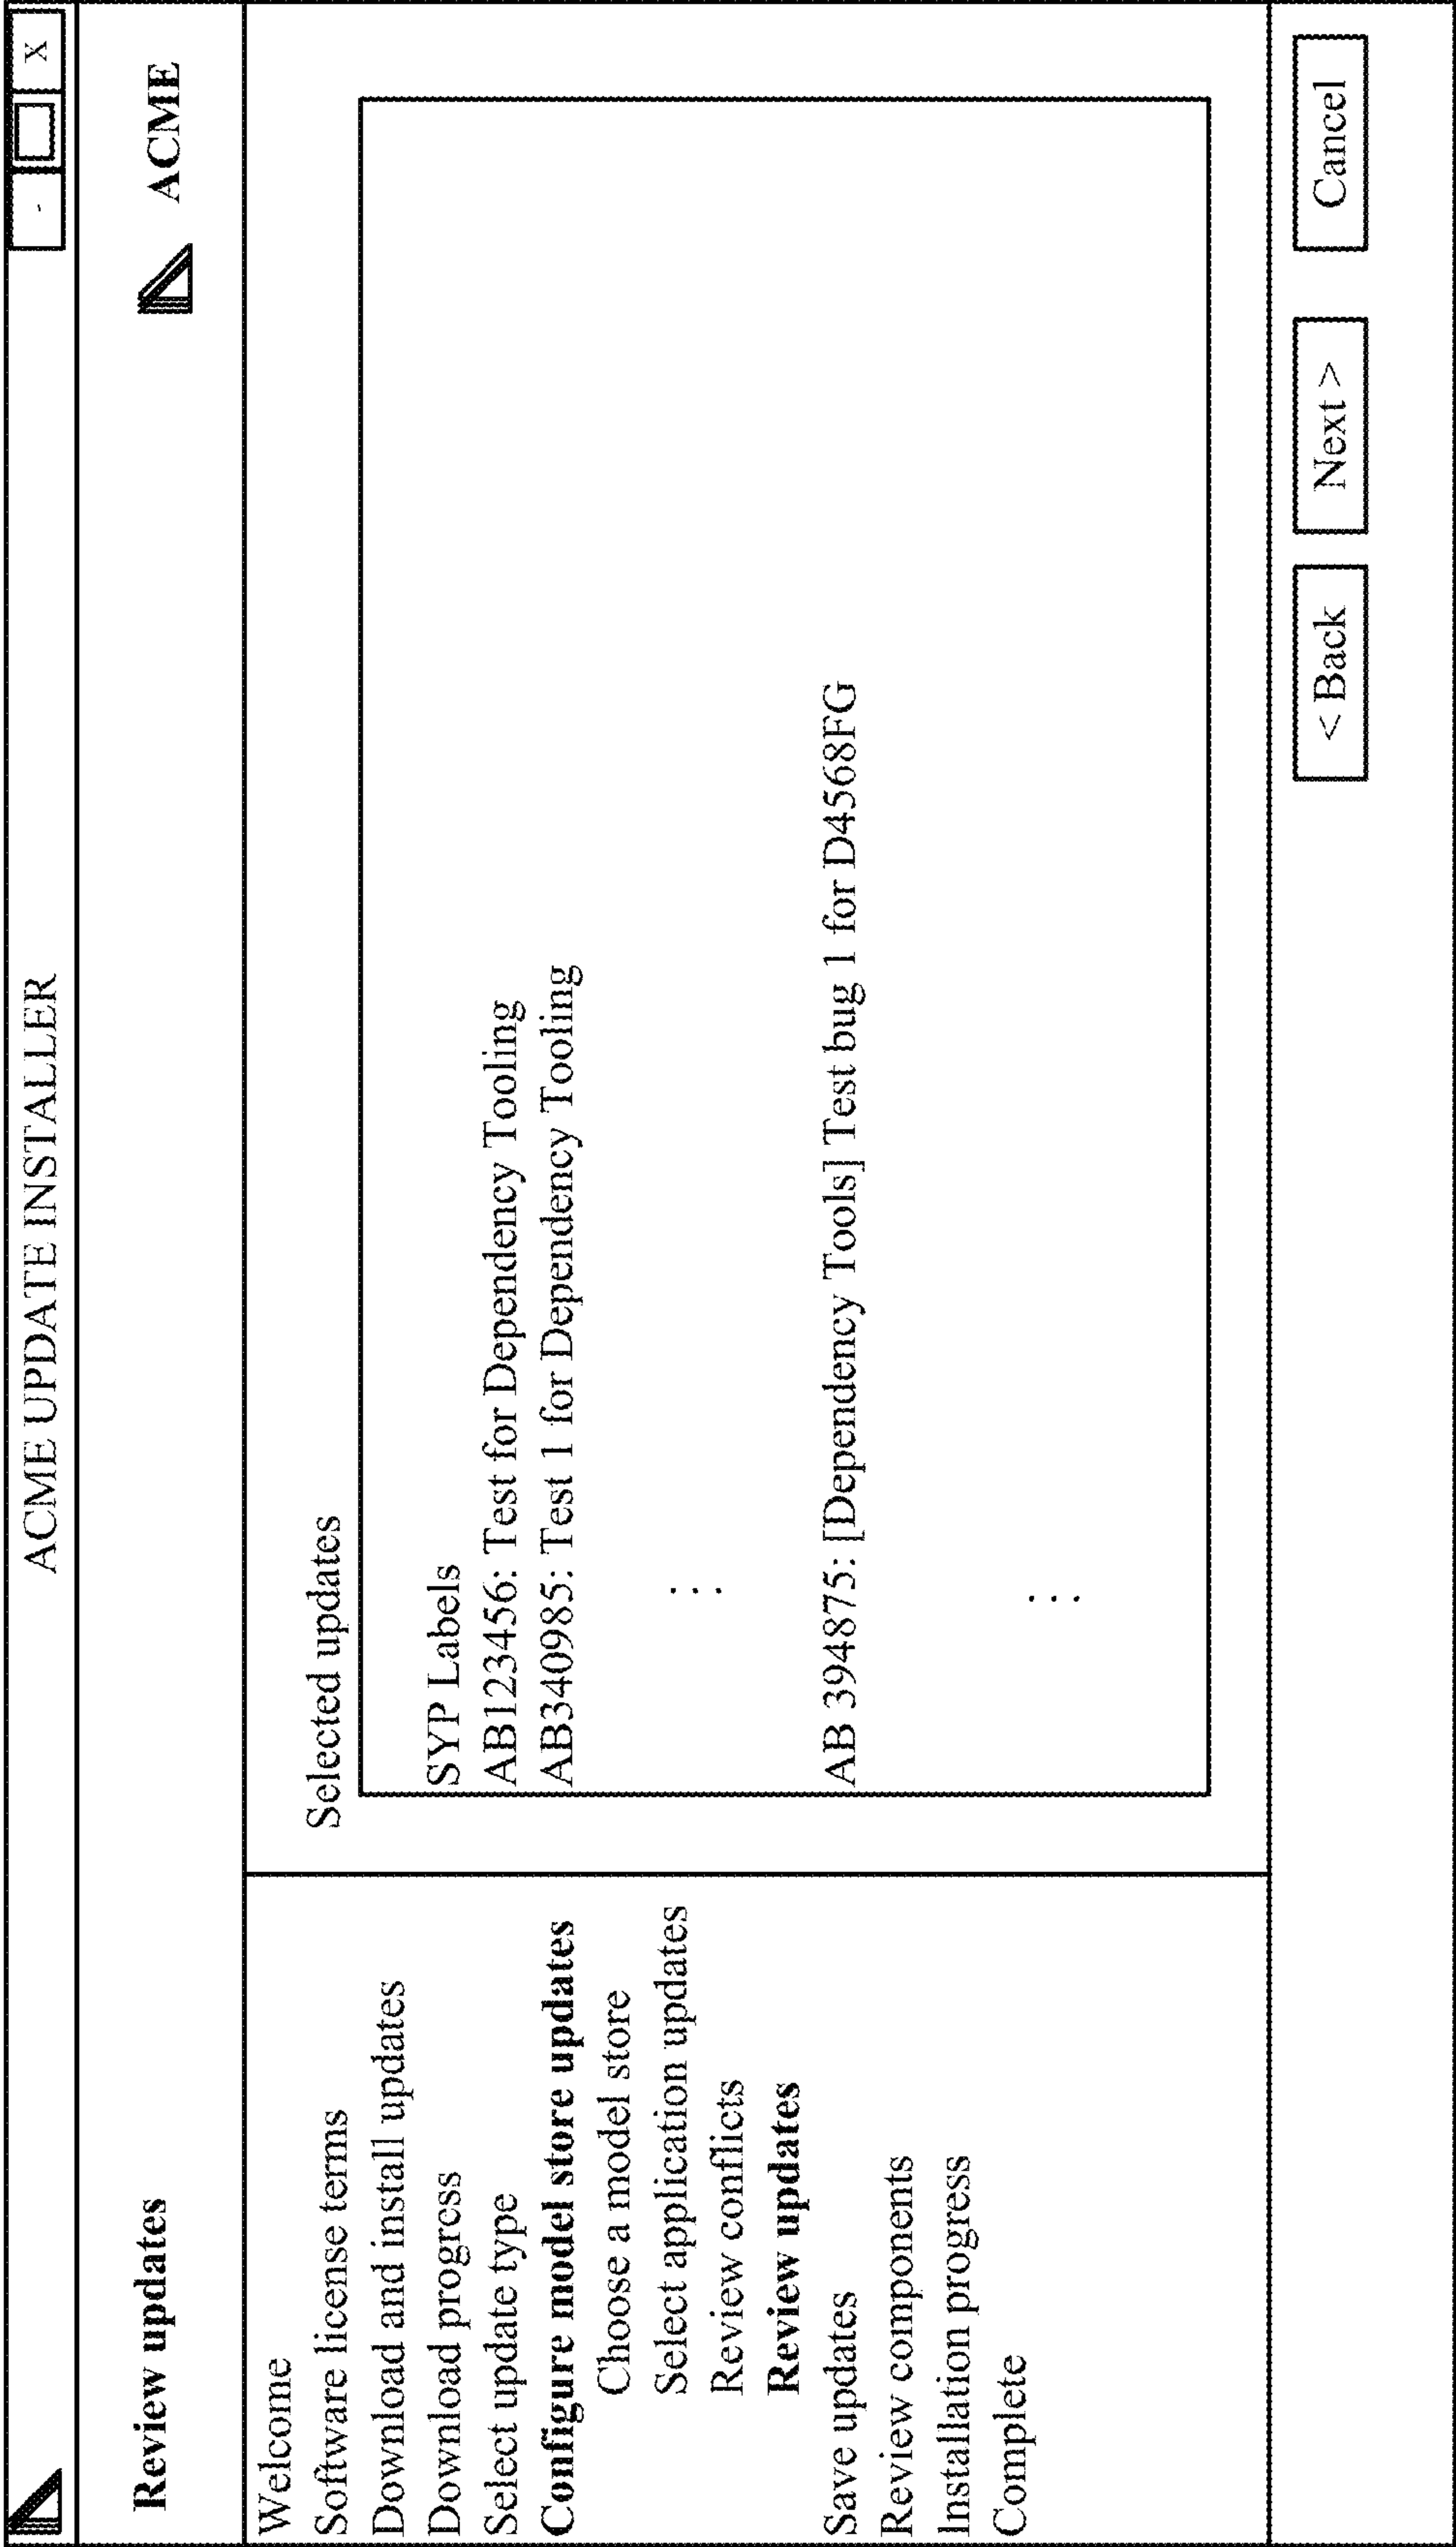 ACME UPDATE INSTALLER
- X
Review updates
ACME
Welcome
Software license terms
Download and install updates
Download progress
Select update type
Configure model store updates
Choose a model store
Select application updates
Review conflicts
Review updates
Save updates
Review components
Installation progress
Complete
Selected updates
SYP Labels
AB123456: Test for Dependency Tooling
AB340985: Test 1 for Dependency Tooling
...
AB 394875: [Dependency Tools] Test bug 1 for D4568FG
...
< Back
Next >
Cancel